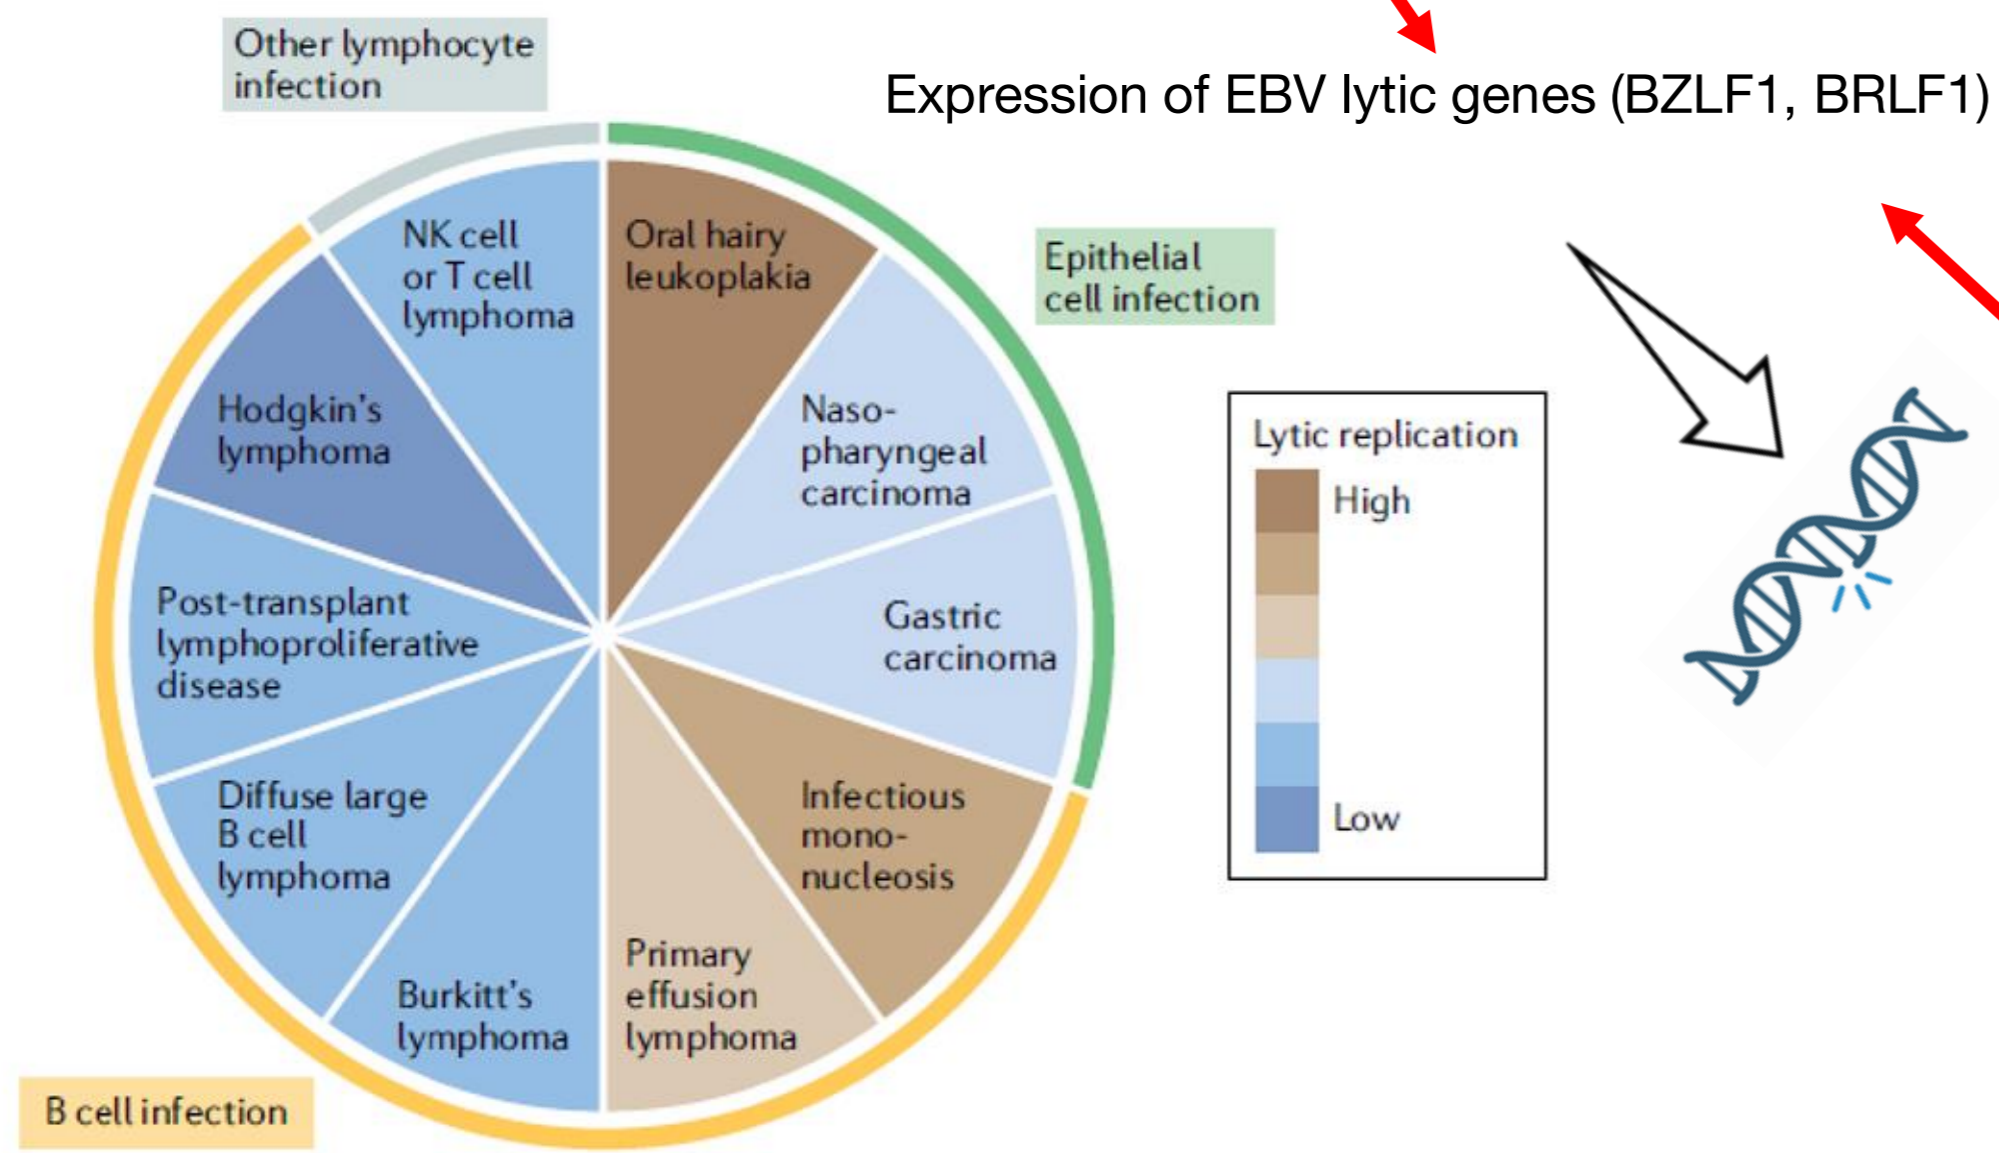 Other lymphocyte
infection
Expression of EBV lytic genes (BZLF1, BRLF1)
NK cell
or T cell
lymphoma
Oral hairy
leukoplakia
Epithelial
cell infection
Hodgkin's
lymphoma
Naso-
pharyngeal
carcinoma
Lytic replication
High
Low
Post-transplant
lymphoproliferative
disease
Gastric
carcinoma
Diffuse large
B cell
lymphoma
Infectious
mono-
nucleosis
Burkitt's
lymphoma
Primary
effusion
lymphoma
B cell infection